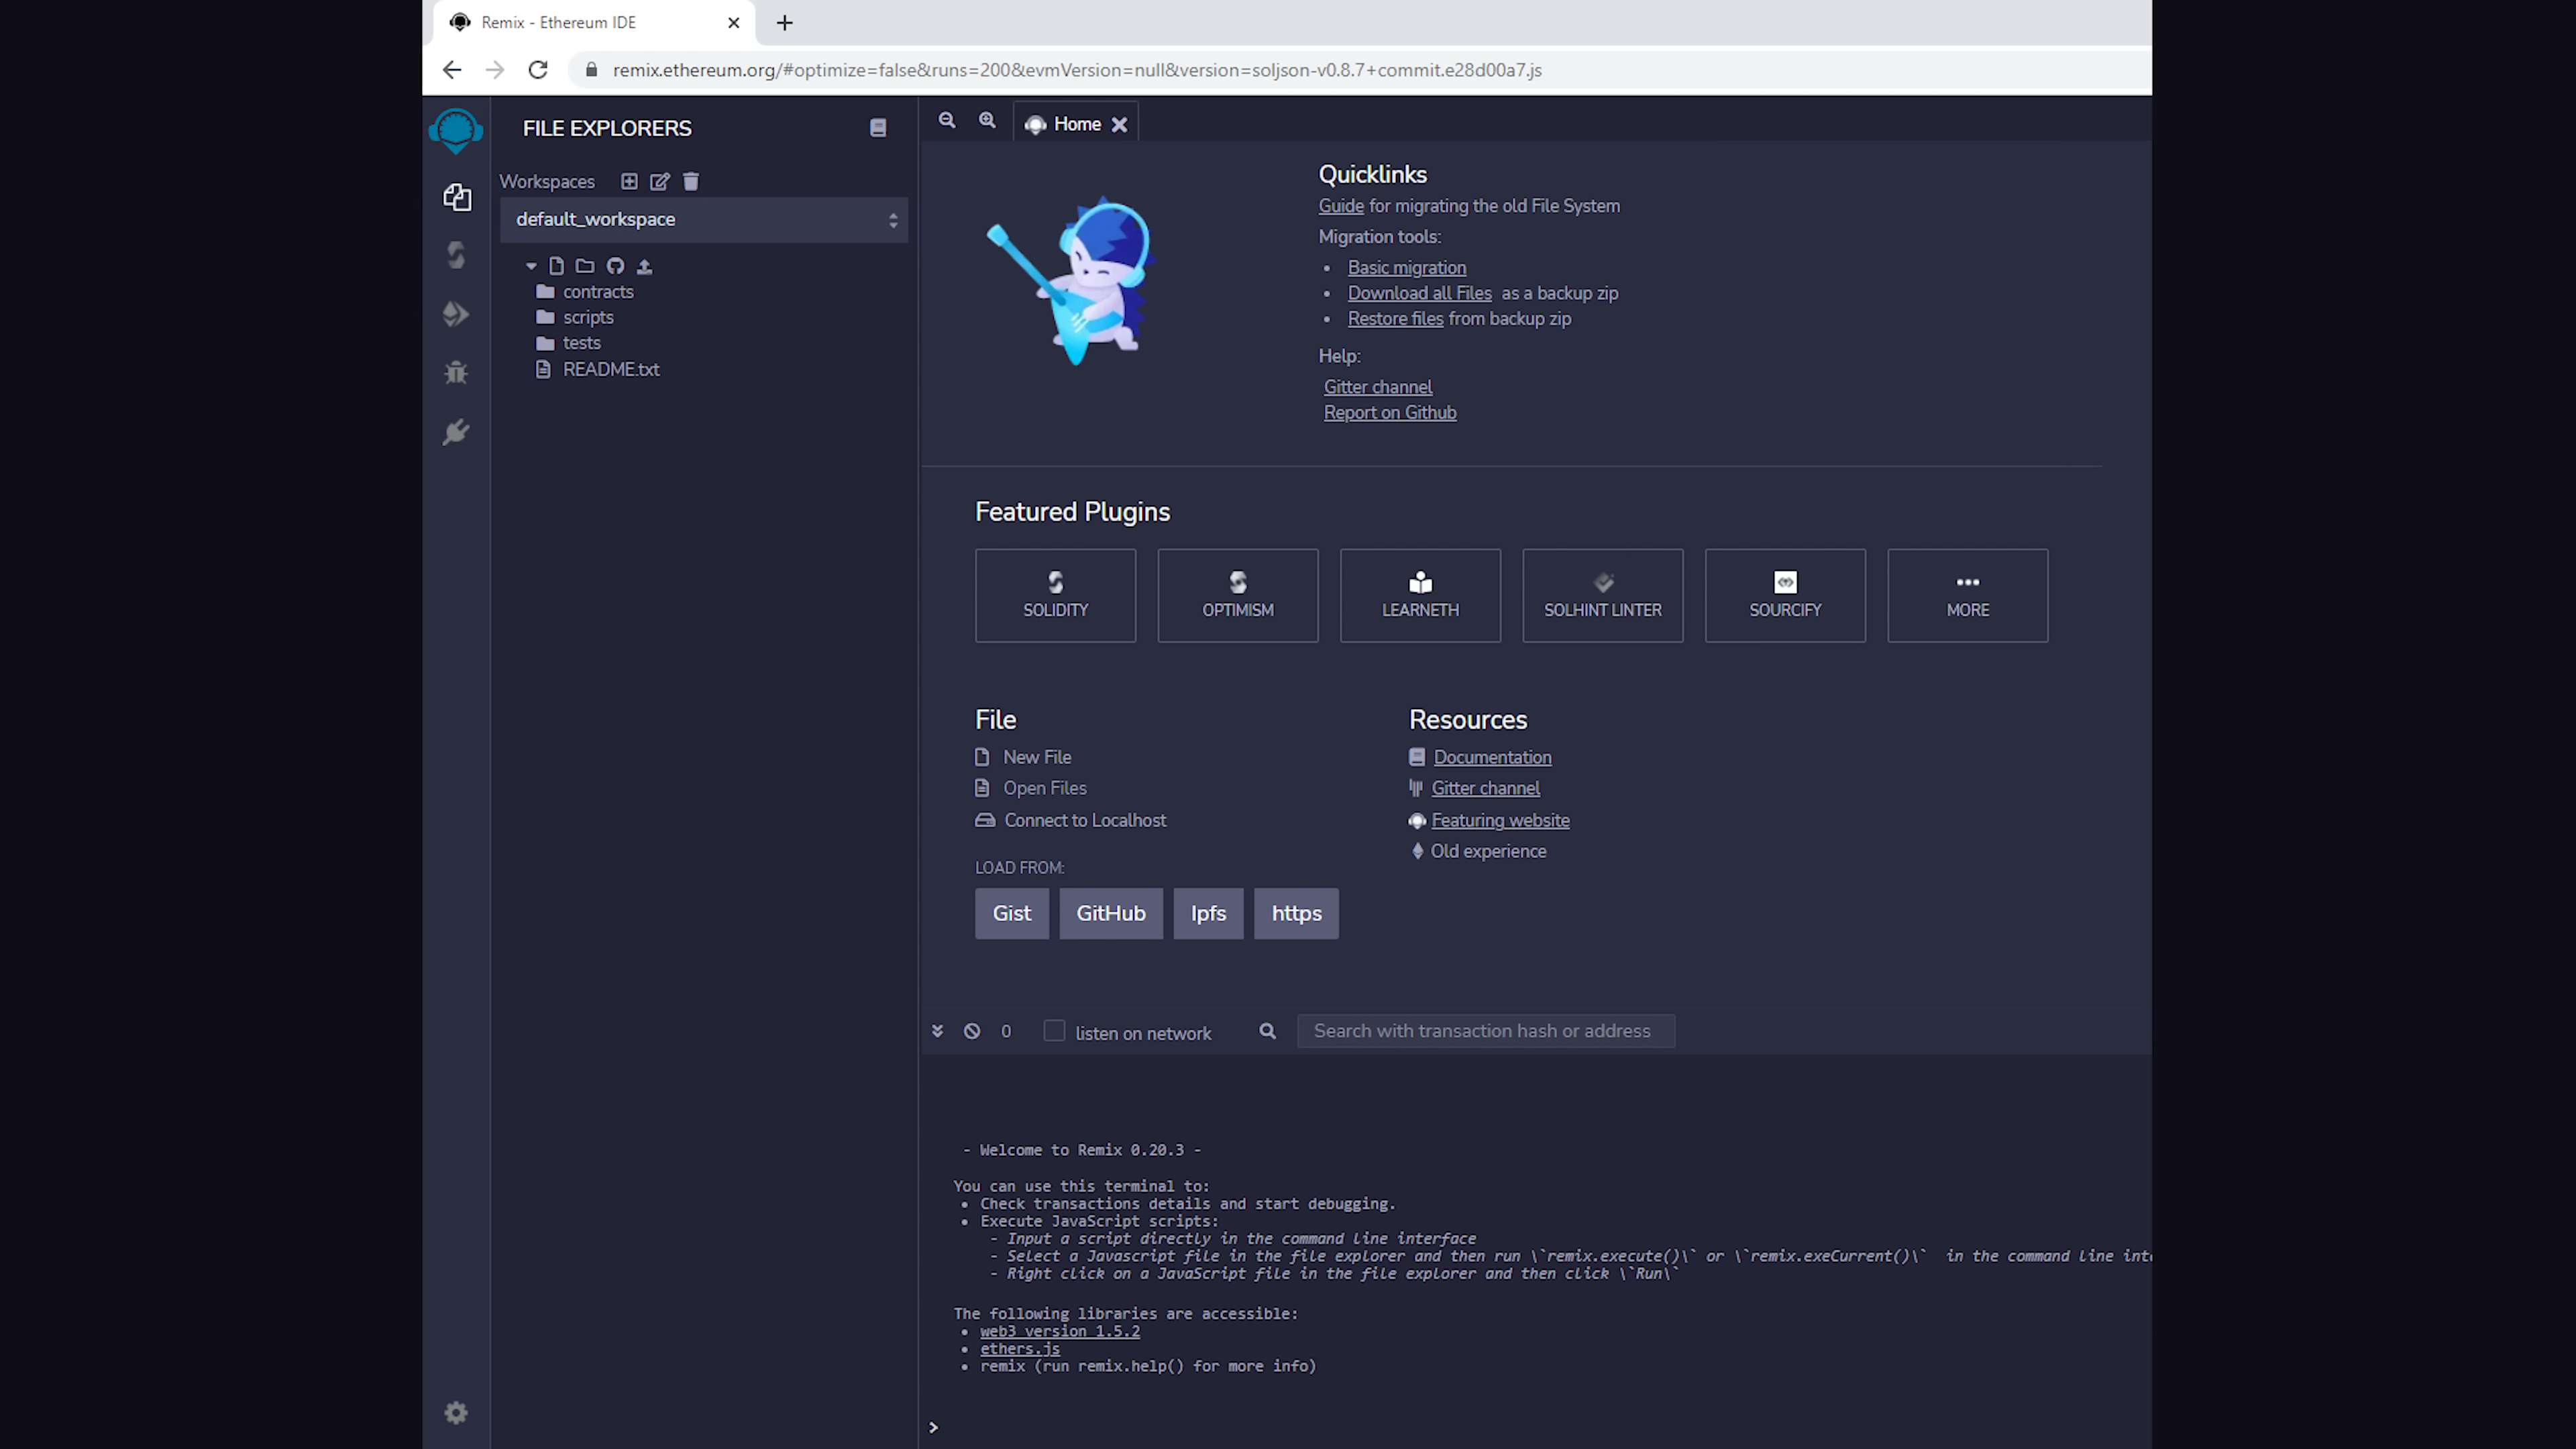 Remix - Ethereum IDE
remix.ethereum.org/#optimize=false&runs=200&evmVersion=null&version=soljson-v0.8.7+commit.e28d00a7.js
FILE EXPLORERS
Workspaces
default_workspace
contracts
scripts
tests
README.txt
Home
Quicklinks
Guide for migrating the old File System
Migration tools:
• Basic migration
• Download all Files as a backup zip
• Restore files from backup zip
Help:
Gitter channel
Report on Github
Featured Plugins
SOLIDITY
OPTIMISM
LEARNETH
SOLHINT LINTER
SOURCIFY
MORE
File
New File
Open Files
Connect to Localhost
LOAD FROM:
Gist
GitHub
Ipfs
https
Resources
Documentation
Gitter channel
Featuring website
Old experience
0
listen on network
Search with transaction hash or address
- Welcome to Remix 0.20.3 -
You can use this terminal to:
• Check transactions details and start debugging.
• Execute JavaScript scripts:
- Input a script directly in the command line interface
- Select a Javascript file in the file explorer and then run \`remix.execute()\` or \`remix.exeCurrent()\` in the command line
- Right click on a JavaScript file in the file explorer and then click \`Run\`
The following libraries are accessible:
• web3 version 1.5.2
• ethers.js
• remix (run remix.help() for more info)
>